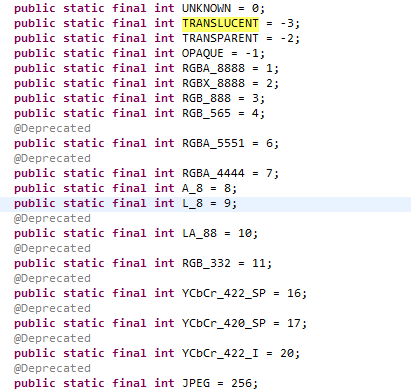 public static final int UNKNOWN = 0;
public static final int TRANSLUCENT = -3;
public static final int TRANSPARENT = -2;
public static final int OPAQUE = -1;
public static final int RGBA_8888 = 1;
public static final int RGBX_8888 = 2;
public static final int RGB_888 = 3;
public static final int RGB_565 = 4;
@Deprecated
public static final int RGBA_5551 = 6;
@Deprecated
public static final int RGBA_4444 = 7;
public static final int A_8 = 8;
public static final int L_8 = 9;
@Deprecated
public static final int LA_88 = 10;
@Deprecated
public static final int RGB_332 = 11;
@Deprecated
public static final int YCbCr_422_SP = 16;
@Deprecated
public static final int YCbCr_420_SP = 17;
@Deprecated
public static final int YCbCr_422_I = 20;
@Deprecated
public static final int JPEG = 256;